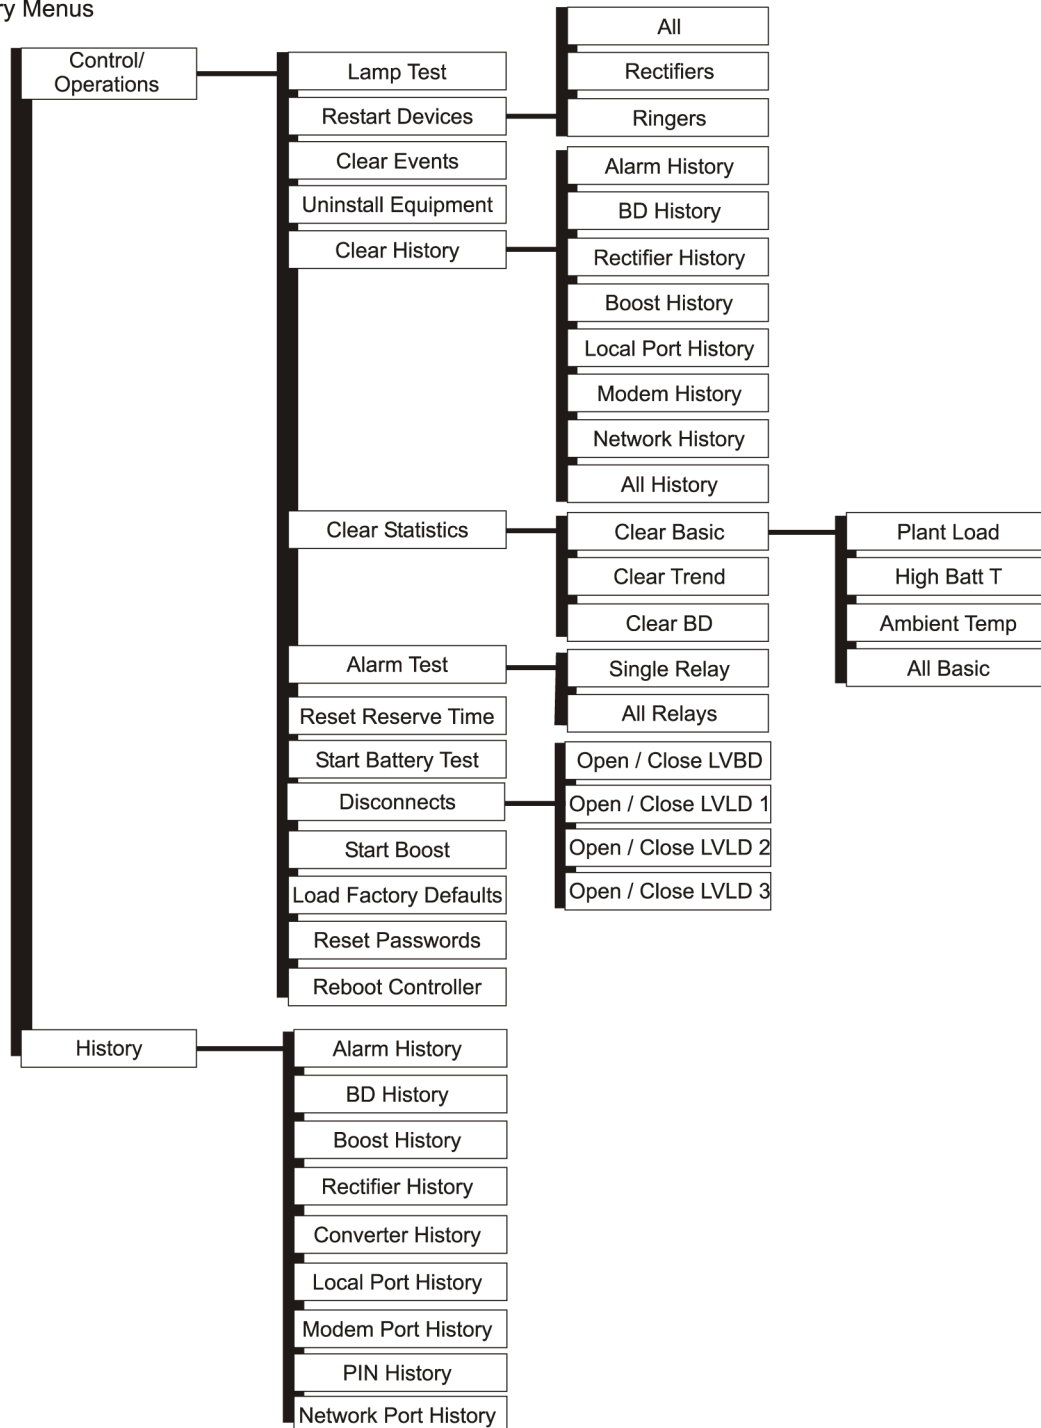 ry Menus
Control/
Operations
Lamp Test
Restart Devices
Clear Events
Uninstall Equipment
Clear History
Clear Statistics
Alarm Test
Reset Reserve Time
Start Battery Test
Disconnects
Start Boost
Load Factory Defaults
Reset Passwords
Reboot Controller
All
Rectifiers
Ringers
Alarm History
BD History
Rectifier History
Boost History
Local Port History
Modem History
Network History
All History
Clear Basic
Clear Trend
Clear BD
Plant Load
High Batt T
Ambient Temp
All Basic
Single Relay
All Relays
Open / Close LVBD
Open / Close LVLD 1
Open / Close LVLD 2
Open / Close LVLD 3
History
Alarm History
BD History
Boost History
Rectifier History
Converter History
Local Port History
Modem Port History
PIN History
Network Port History